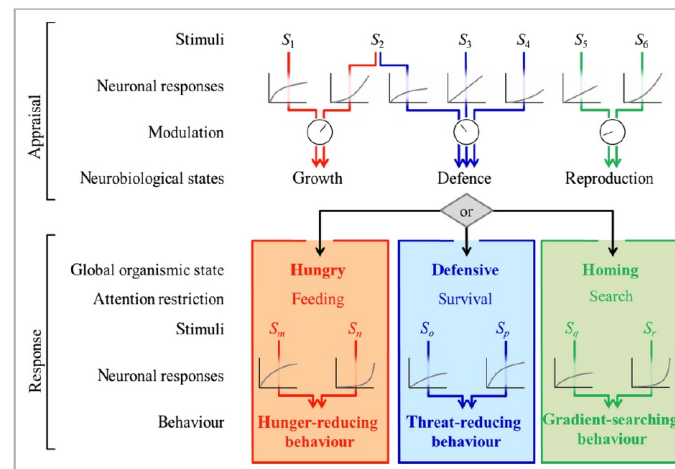 Appraisal
Stimuli S1 S2 S3 S4 S5 S6
Neuronal responses
Modulation
Neurobiological states Growth Defence Reproduction
or
Response
Global organismic state Hungry Defensive Homing
Attention restriction Feeding Survival Search
Stimuli Sm Sn So Sp Sq Sr
Neuronal responses
Behaviour Hunger-reducing behaviour Threat-reducing behaviour Gradient-searching behaviour